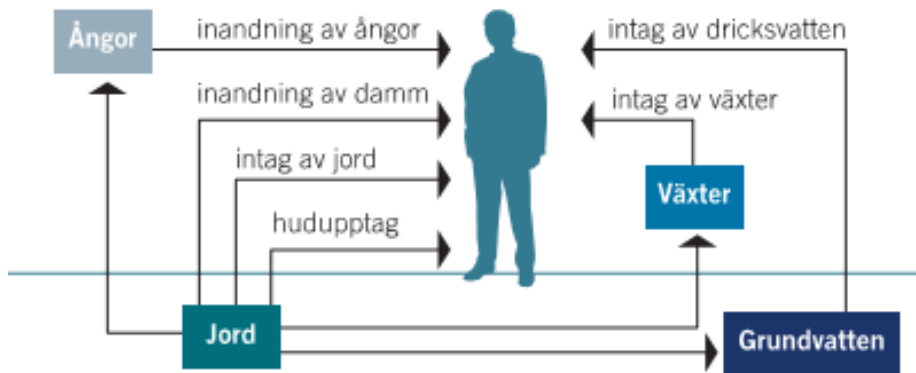 Ångor
inandning av ångor
intag av dricksvatten
inandning av damm
intag av växter
intag av jord
Växter
hudupptag
Jord
Grundvatten